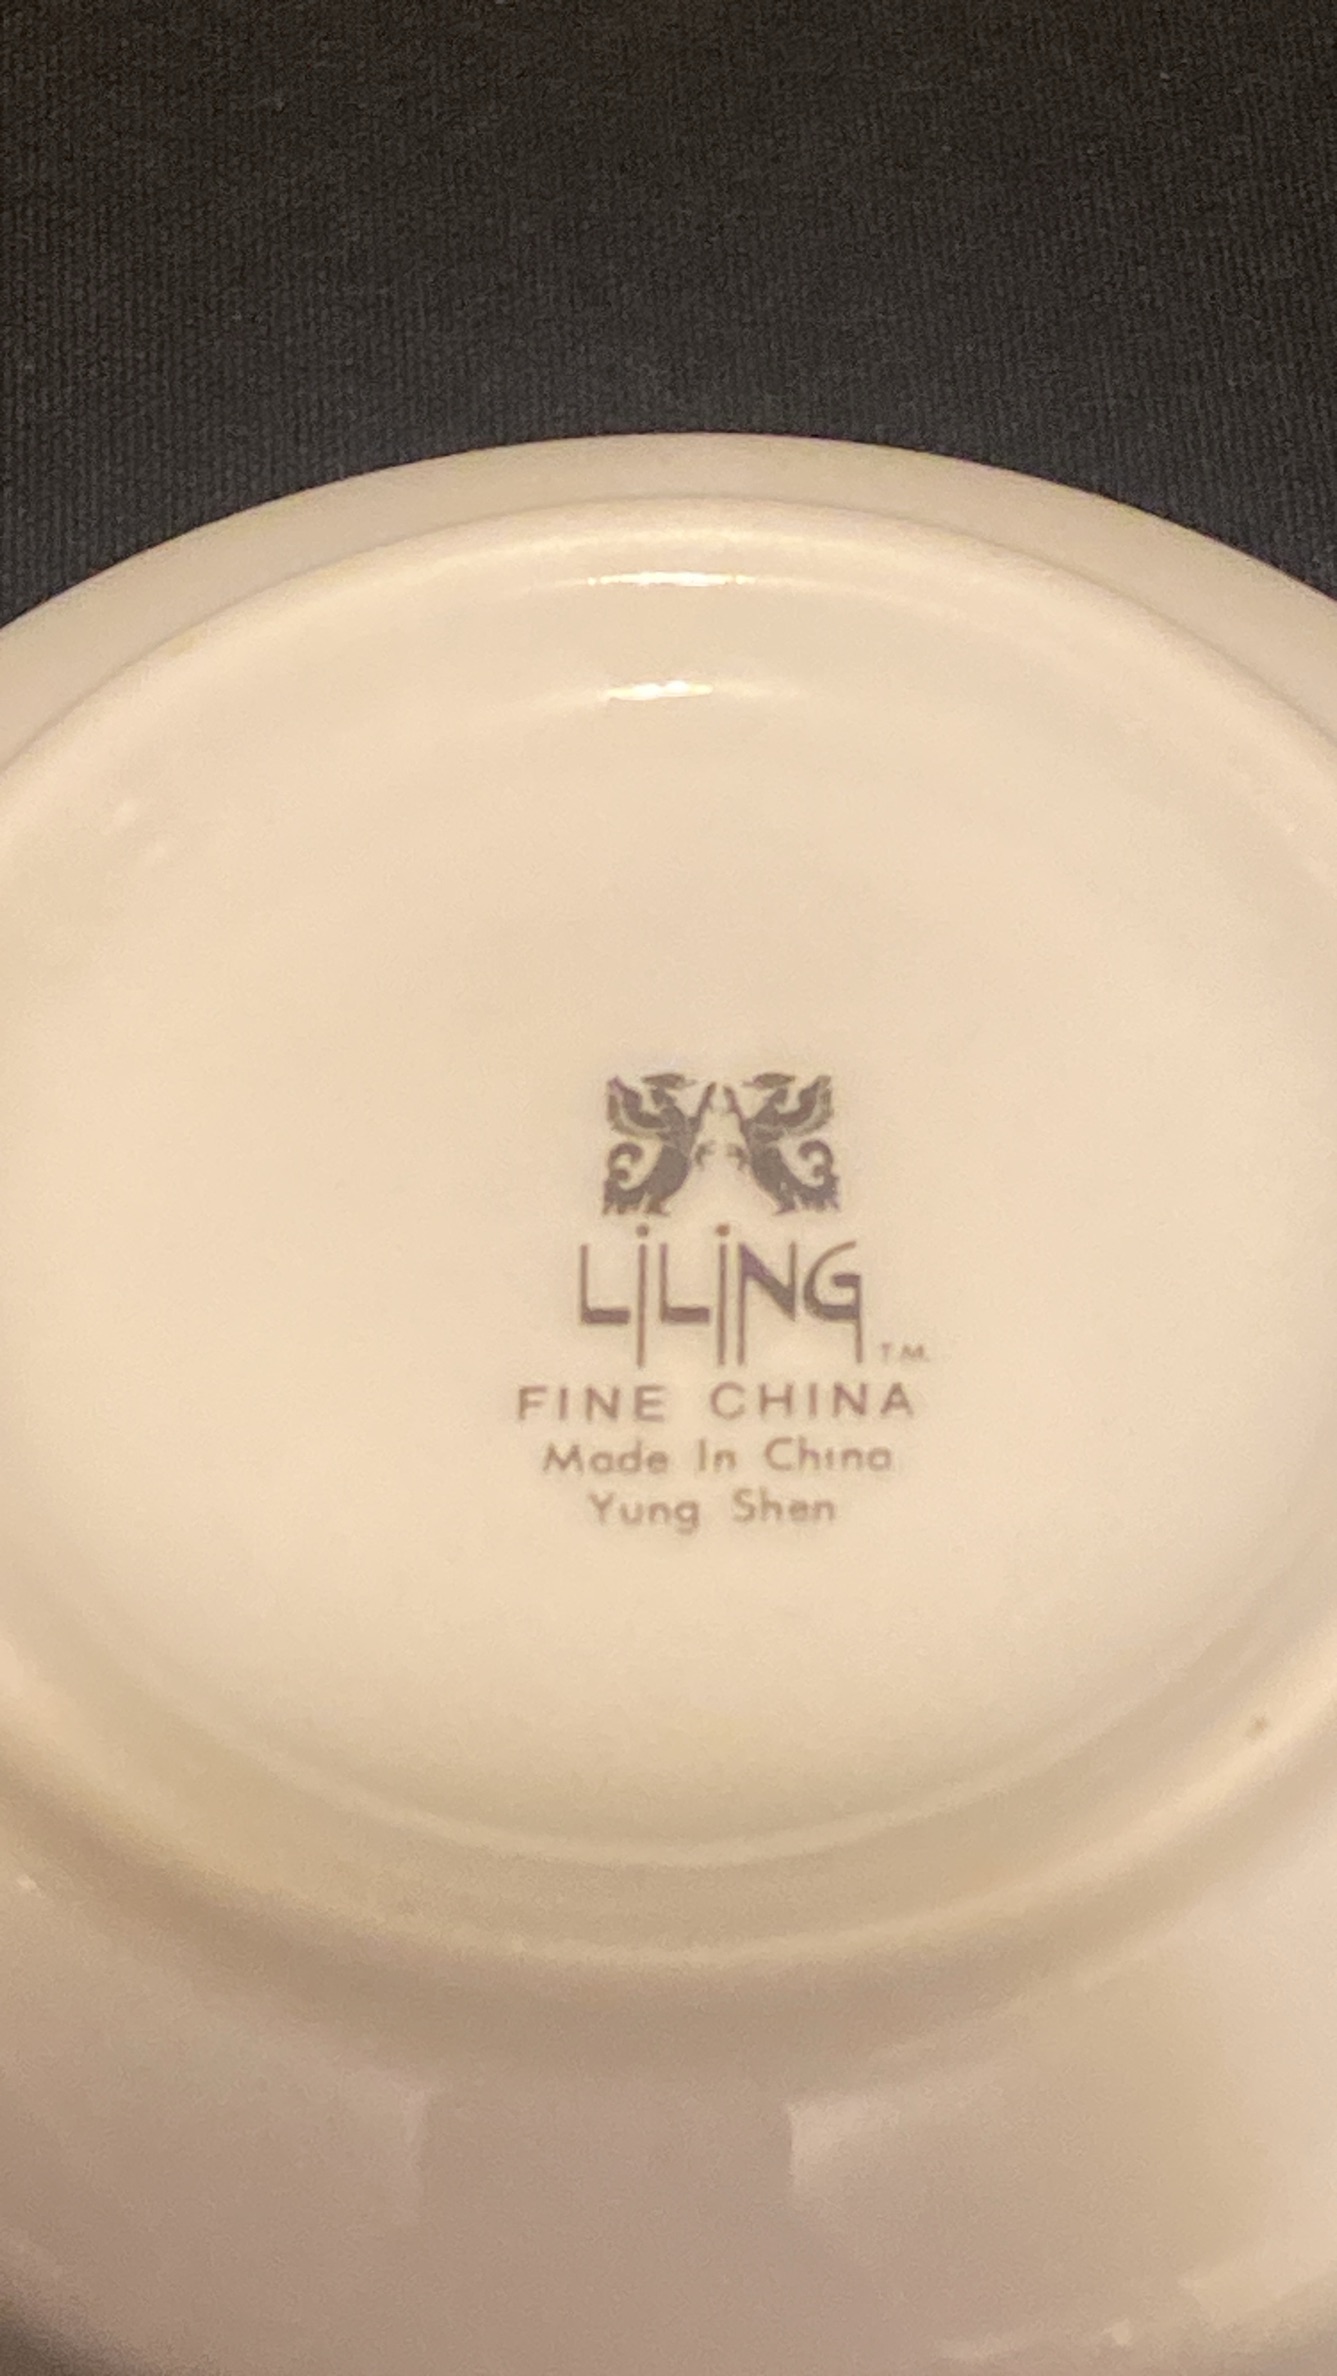 LiLiNG T.M.
FINE CHINA
Made In China
Yung Shen